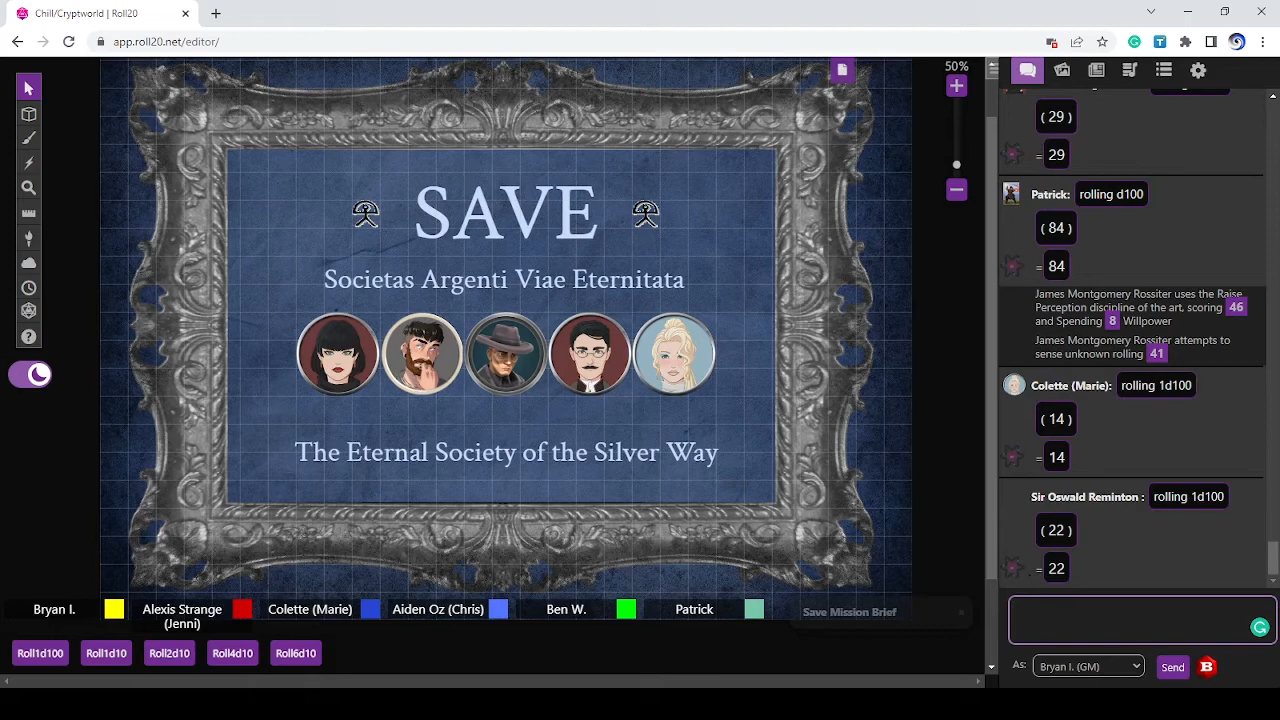 Chill/Cryptworld | Roll20
app.roll20.net/editor/
50%
SAVE
Societas Argenti Viae Eternitata
The Eternal Society of the Silver Way
( 29 )
= 29
Patrick: rolling d100
( 84 )
= 84
James Montgomery Rossiter uses the Raise
Perception discipline of the art, scoring 46
and Spending 8 Willpower
James Montgomery Rossiter attempts to
sense unknown rolling 41
Colette (Marie): rolling 1d100
( 14 )
= 14
Sir Oswald Reminton : rolling 1d100
( 22 )
= 22
Bryan I.
Alexis Strange
(Jenni)
Colette (Marie)
Aiden Oz (Chris)
Ben W.
Patrick
Save Mission Brief
Roll1d100
Roll1d10
Roll2d10
Roll4d10
Roll6d10
As: Bryan I. (GM)
Send
B